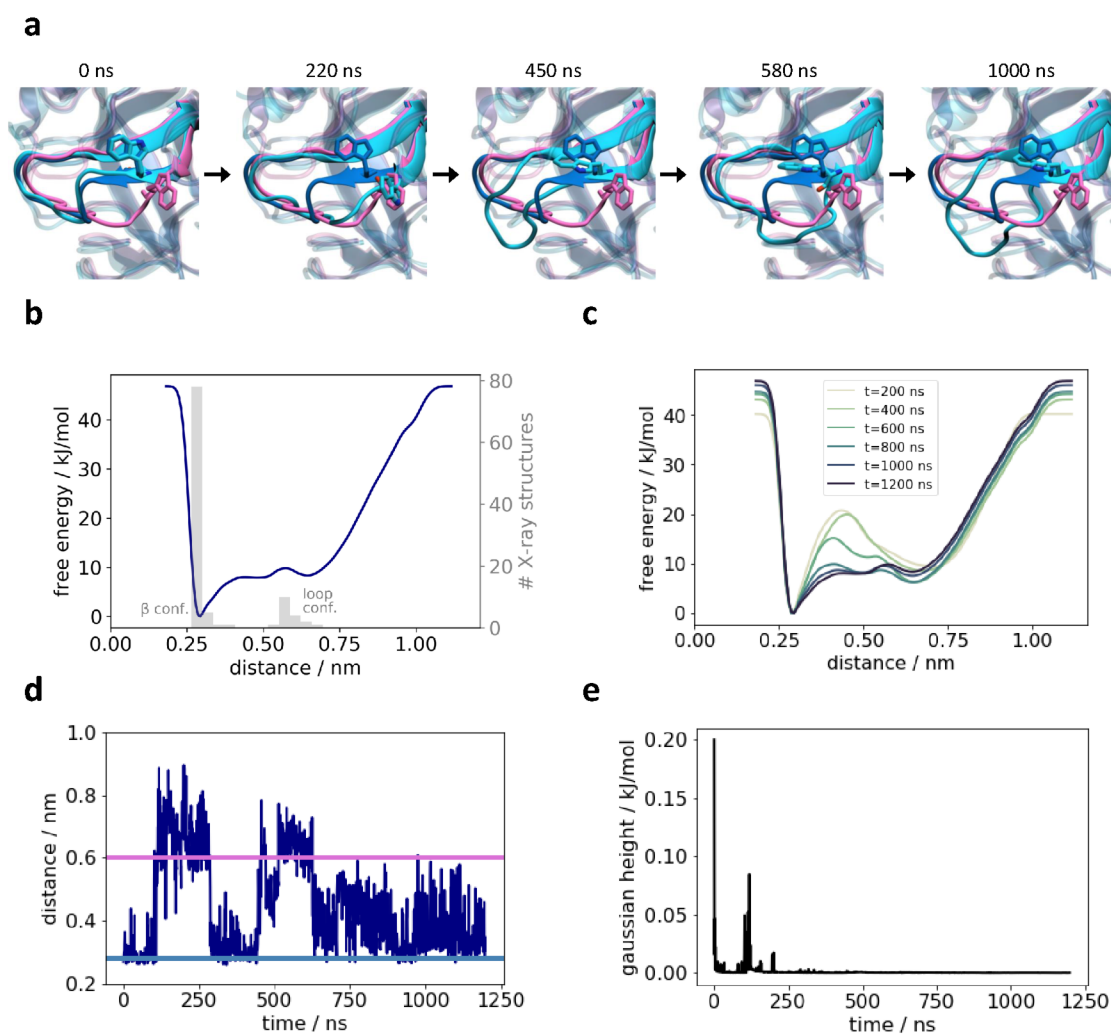 a
0 ns
220 ns
450 ns
580 ns
1000 ns
b
free energy / kJ/mol
40
30
20
10
0
0.00 0.25 0.50 0.75 1.00
distance / nm
β conf.
loop
conf.
80
60
40
20
0
# X-ray structures
c
free energy / kJ/mol
40
30
20
10
0
t=200 ns
t=400 ns
t=600 ns
t=800 ns
t=1000 ns
t=1200 ns
0.00 0.25 0.50 0.75 1.00
distance / nm
d
distance / nm
1.0
0.8
0.6
0.4
0.2
0 250 500 750 1000 1250
time / ns
e
gaussian height / kJ/mol
0.20
0.15
0.10
0.05
0.00
0 250 500 750 1000 1250
time / ns